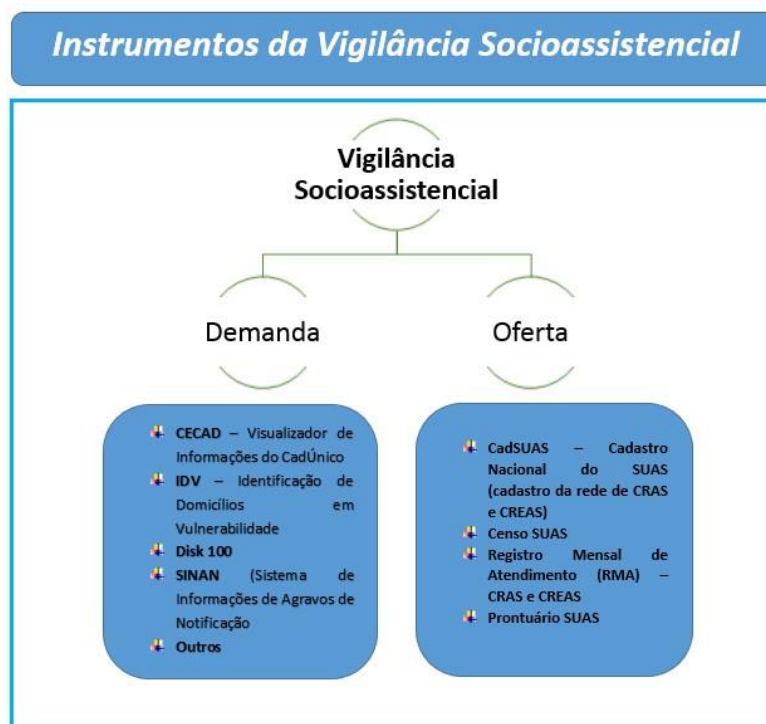 Instrumentos da Vigilância Socioassistencial
Vigilância
Socioassistencial
Demanda
Oferta
CECAD – Visualizador de
Informações do CadÚnico
IDV – Identificação de
Domicílios em
Vulnerabilidade
Disk 100
SINAN (Sistema de
Informações de Agravos de
Notificação
Outros
CadSUAS – Cadastro
Nacional do SUAS
(cadastro da rede de CRAS
e CREAS)
Censo SUAS
Registro Mensal de
Atendimento (RMA) –
CRAS e CREAS
Prontuário SUAS